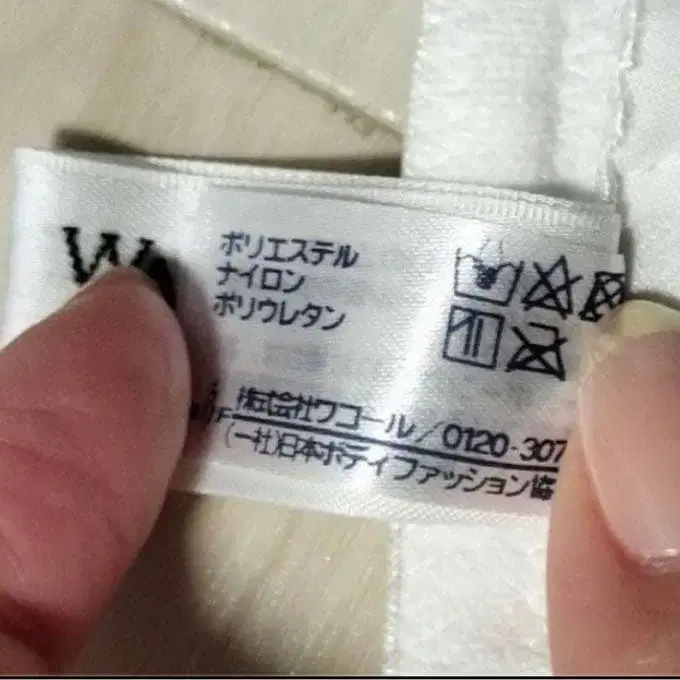 WA
ポリエステル
ナイロン
ポリウレタン
株式会社ワコール/0120-307
(一社)日本ボディファッション協